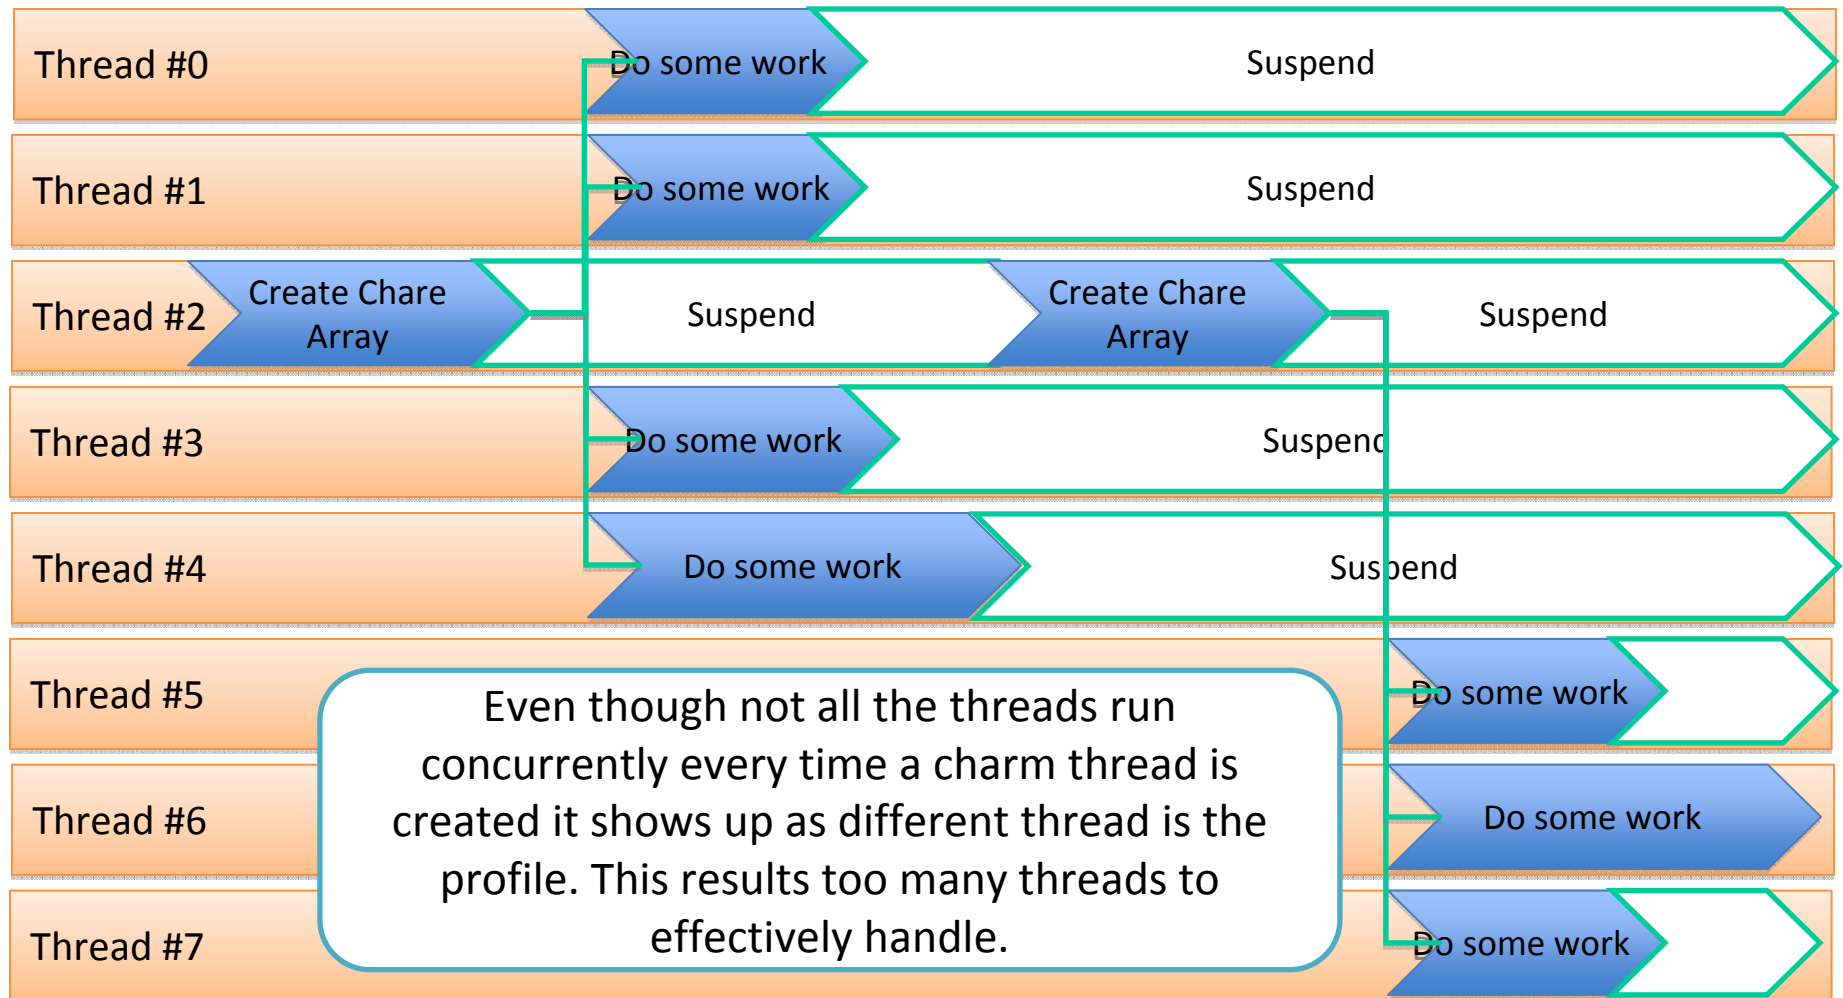 Thread #0
Do some work
Suspend
Thread #1
Do some work
Suspend
Thread #2
Create Chare
Array
Suspend
Create Chare
Array
Suspend
Thread #3
Do some work
Suspend
Thread #4
Do some work
Suspend
Thread #5
Do some work
Thread #6
Do some work
Thread #7
Do some work
Even though not all the threads run
concurrently every time a charm thread is
created it shows up as different thread is the
profile. This results too many threads to
effectively handle.